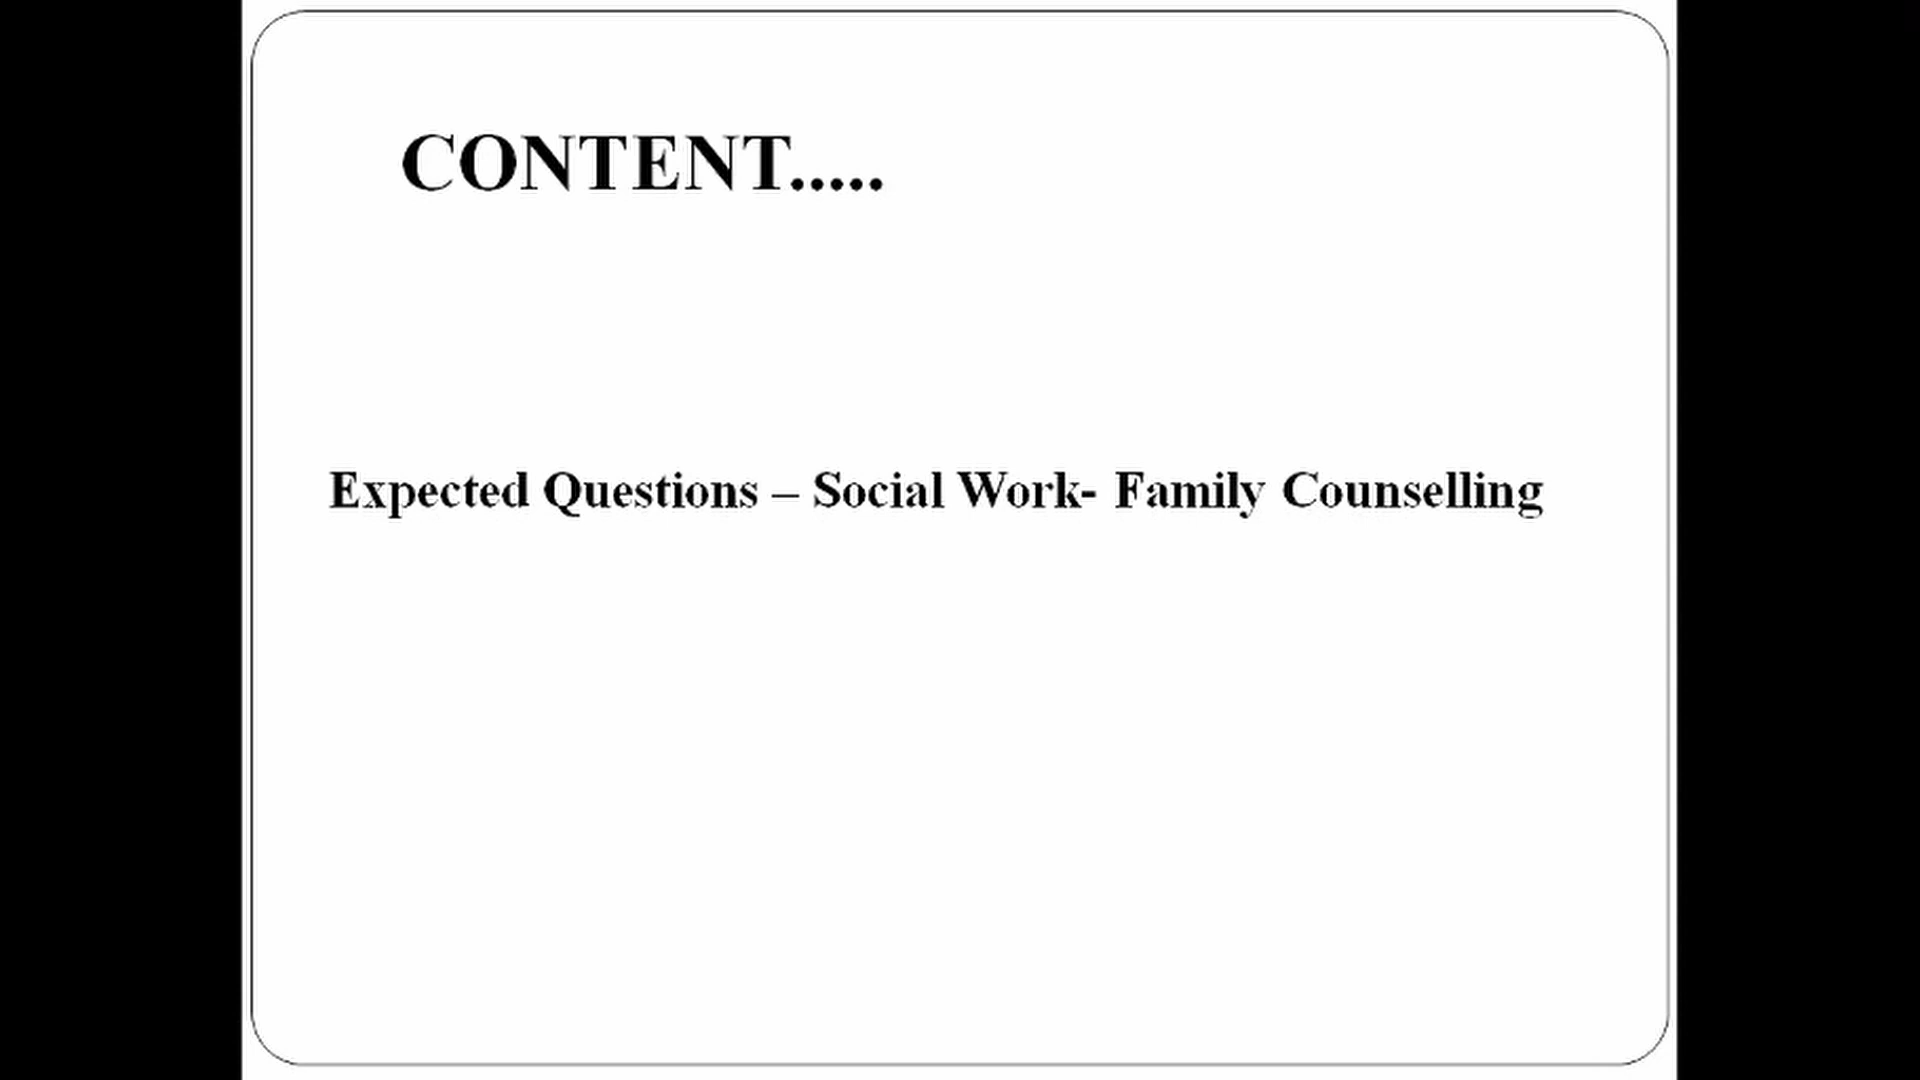 CONTENT.....
Expected Questions – Social Work- Family Counselling